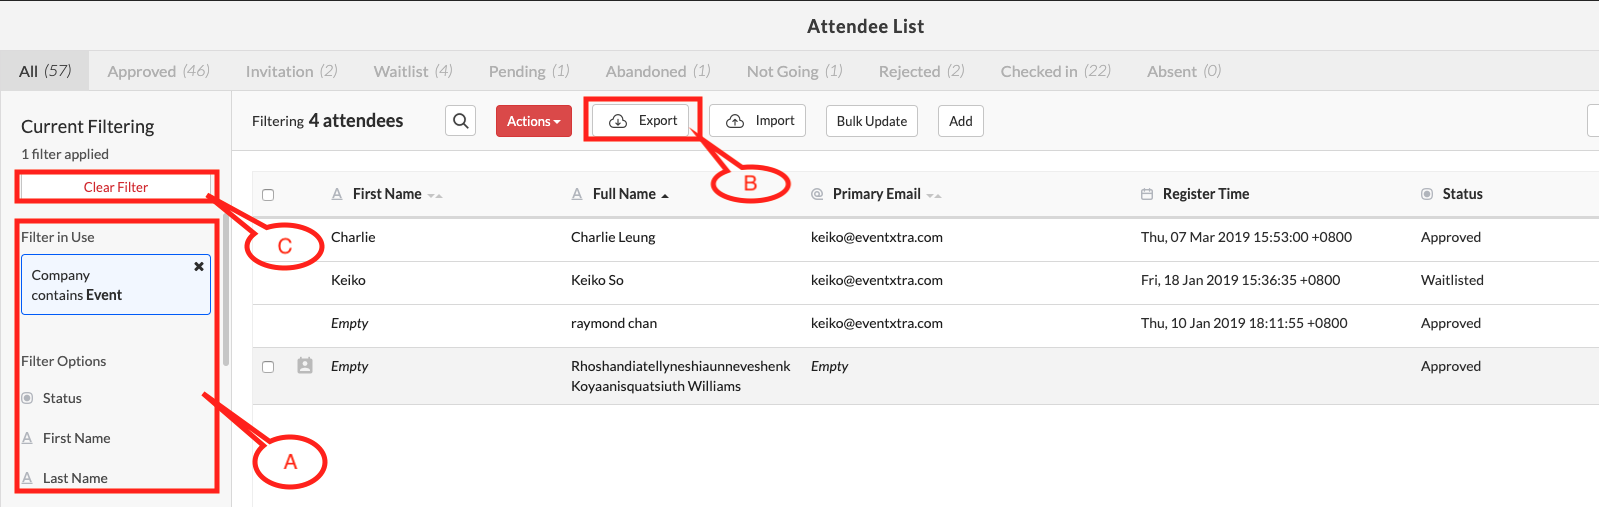 Attendee List
All (57) Approved (46) Invitation (2) Waitlist (4) Pending (1) Abandoned (1) Not Going (1) Rejected (2) Checked in (22) Absent (0)
Current Filtering
1 filter applied
Clear Filter
C
Filter in Use
Company
contains Event
Filter Options
Status
First Name
Last Name
A
Filtering 4 attendees Actions Export Import Bulk Update Add
B
First Name Full Name Primary Email Register Time Status
Charlie Charlie Leung keiko@eventxtra.com Thu, 07 Mar 2019 15:53:00 +0800 Approved
Keiko Keiko So keiko@eventxtra.com Fri, 18 Jan 2019 15:36:35 +0800 Waitlisted
Empty raymond chan keiko@eventxtra.com Thu, 10 Jan 2019 18:11:55 +0800 Approved
Empty Rhoshandiatellyneshiaunneveshenk Empty Approved
Koyaanisquatsiuth Williams